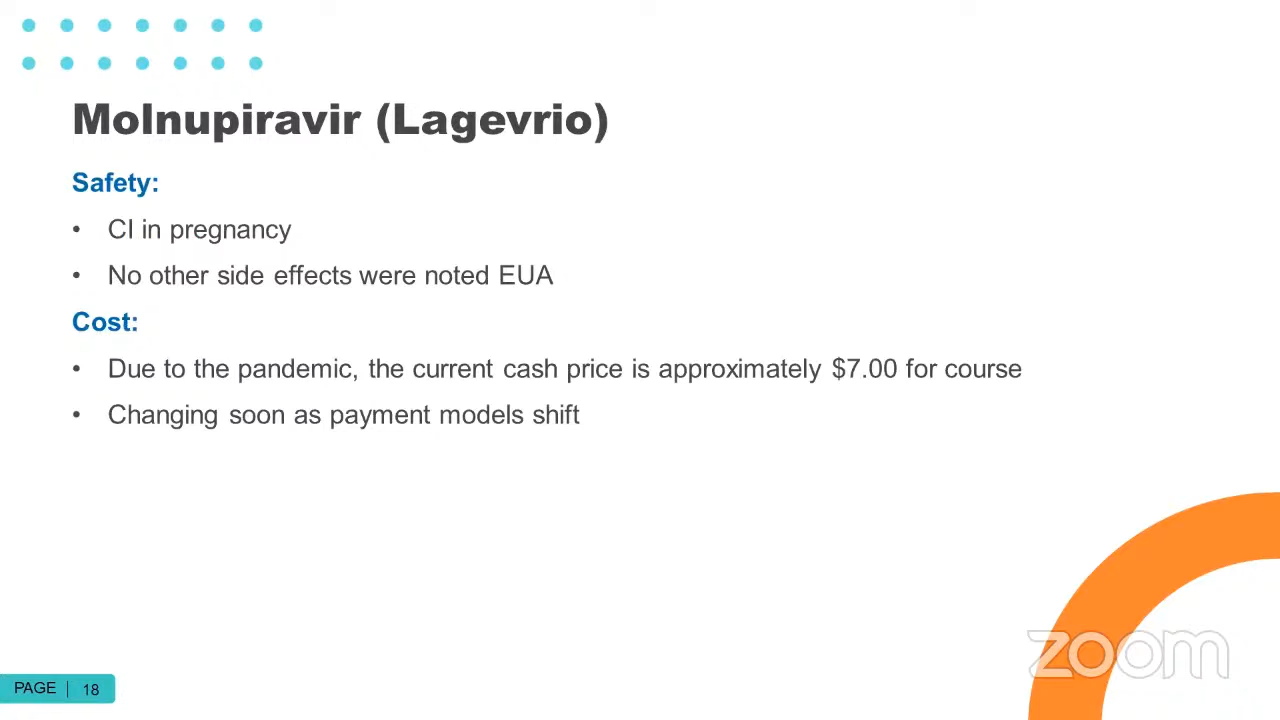 Molnupiravir (Lagevrio)
Safety:
• CI in pregnancy
• No other side effects were noted EUA
Cost:
• Due to the pandemic, the current cash price is approximately $7.00 for course
• Changing soon as payment models shift
zoom
PAGE | 18